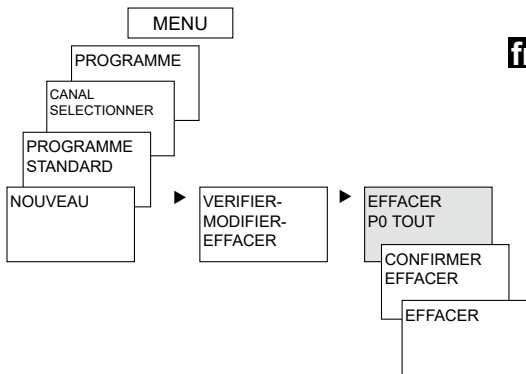 MENU
PROGRAMME
CANAL
SELECTIONNER
PROGRAMME
STANDARD
NOUVEAU
VERIFIER-
MODIFIER-
EFFACER
EFFACER
P0 TOUT
CONFIRMER
EFFACER
EFFACER